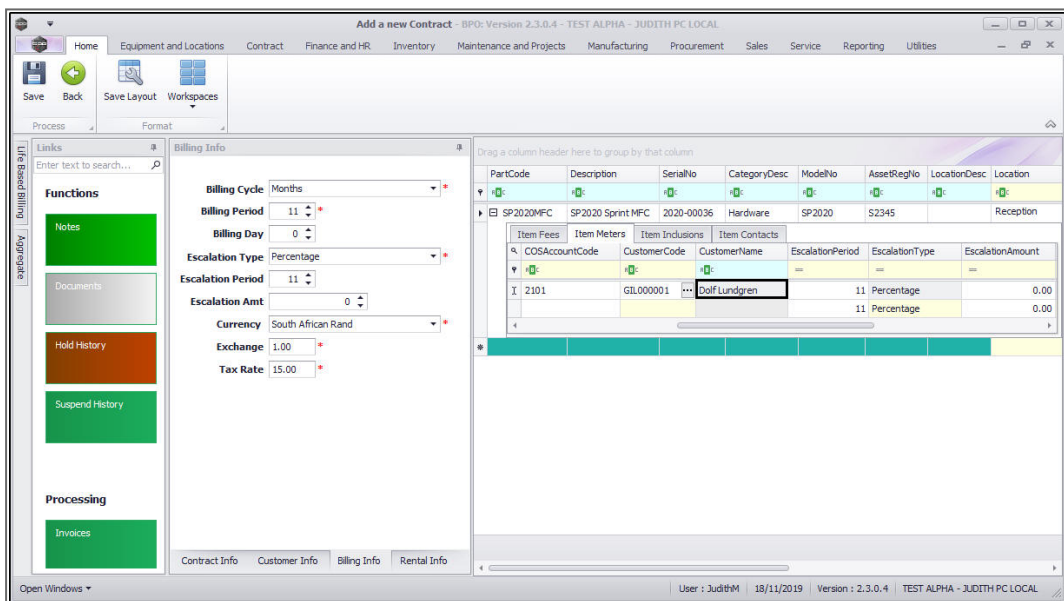 Add a new Contract - BPO: Version 2.3.0.4 - TEST ALPHA - JUDITH PC LOCAL
Home Equipment and Locations Contract Finance and HR Inventory Maintenance and Projects Manufacturing Procurement Sales Service Reporting Utilities
Save Back Save Layout Workspaces
Process Format
Life Based Billing
Aggregate
Links
Enter text to search...
Functions
Notes
Documents
Hold History
Suspend History
Processing
Invoices
Billing Info
Billing Cycle Months *
Billing Period 11 *
Billing Day 0
Escalation Type Percentage *
Escalation Period 11
Escalation Amt 0
Currency South African Rand *
Exchange 1.00 *
Tax Rate 15.00 *
Contract Info Customer Info Billing Info Rental Info
Drag a column header here to group by that column
PartCode Description SerialNo CategoryDesc ModelNo AssetRegNo LocationDesc Location
SP2020MFC SP2020 Sprint MFC 2020-00036 Hardware SP2020 S2345 Reception
Item Fees Item Meters Item Inclusions Item Contacts
COSAccountCode CustomerCode CustomerName EscalationPeriod EscalationType EscalationAmount
= = =
2101 GIL000001 ... Dolf Lundgren 11 Percentage 0.00
11 Percentage 0.00
Open Windows User : JudithM 18/11/2019 Version : 2.3.0.4 TEST ALPHA - JUDITH PC LOCAL